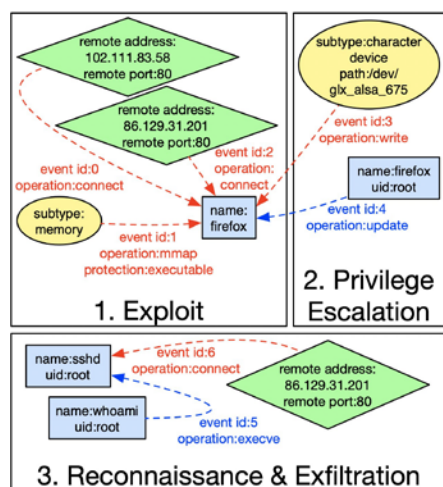 remote address:
102.111.83.58
remote port:80
remote address:
86.129.31.201
remote port:80
event id:0
operation:connect
event id:2
operation:
connect
name:
firefox
subtype:
memory
event id:1
operation:mmap
protection:executable
1. Exploit
subtype:character
device
path:/dev/
glx_alsa_675
event id:3
operation:write
name:firefox
uid:root
event id:4
operation:update
2. Privilege
Escalation
name:sshd
uid:root
event id:6
operation:connect
remote address:
86.129.31.201
remote port:80
name:whoami
uid:root
event id:5
operation:execve
3. Reconnaissance & Exfiltration